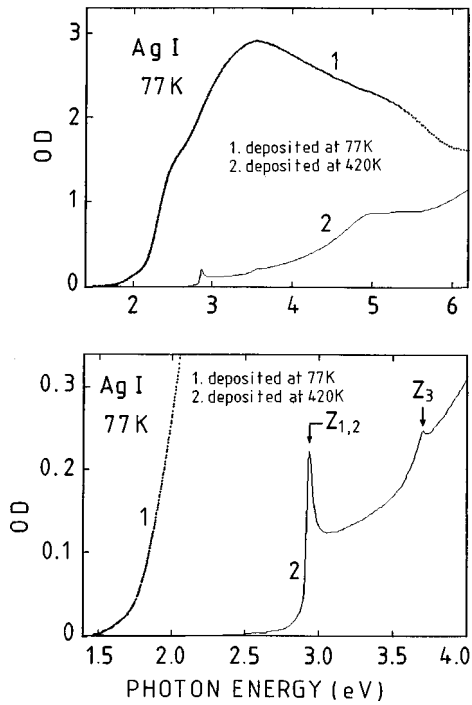 3
Ag I
77K
1
2
1. deposited at 77K
2. deposited at 420K
OD
1
2
0
2
3
4
5
6
0.3
Ag I
77K
1. deposited at 77K
2. deposited at 420K
Z3
Z1,2
0.2
OD
1
0.1
2
0
1.5
2.0
2.5
3.0
3.5
4.0
PHOTON ENERGY (eV)